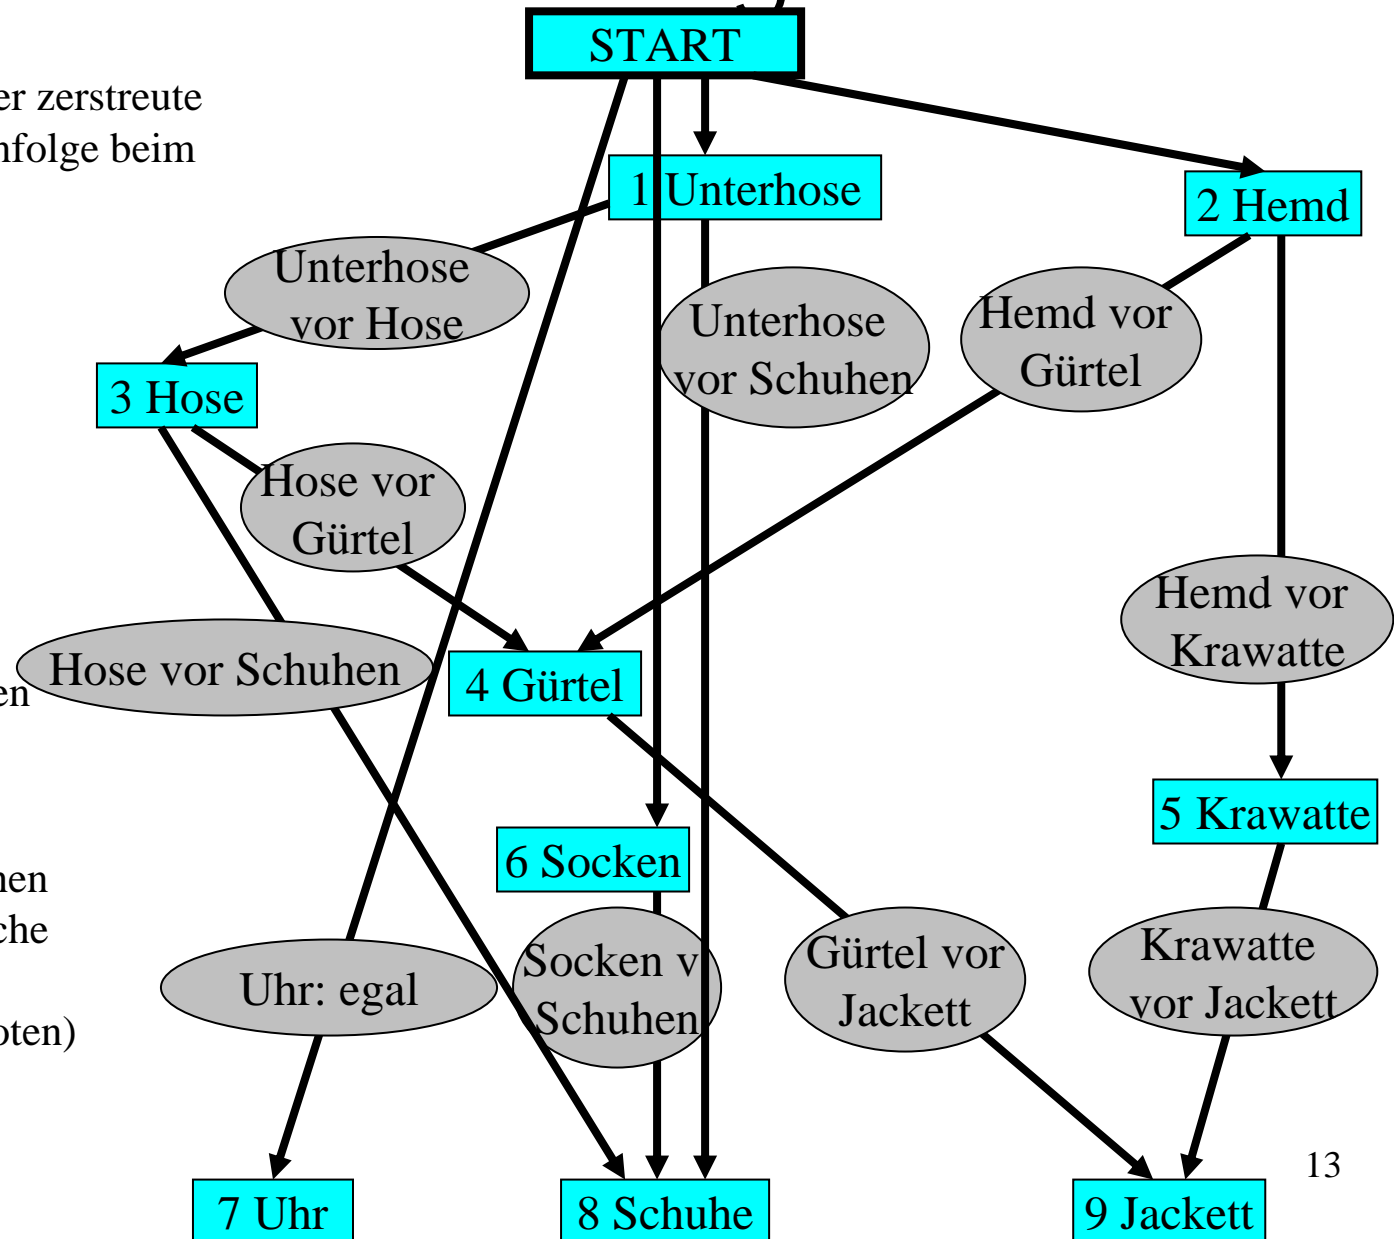 START
er zerstreute
nfolge beim
1 Unterhose
2 Hemd
Unterhose
vor Hose
Unterhose
vor Schuhen
Hemd vor
Gürtel
3 Hose
Hose vor
Gürtel
Hemd vor
Krawatte
Hose vor Schuhen
en
4 Gürtel
5 Krawatte
6 Socken
nen
che
Uhr: egal
Socken v
Schuhen
Gürtel vor
Jackett
Krawatte
vor Jackett
oten)
7 Uhr
8 Schuhe
9 Jackett
13